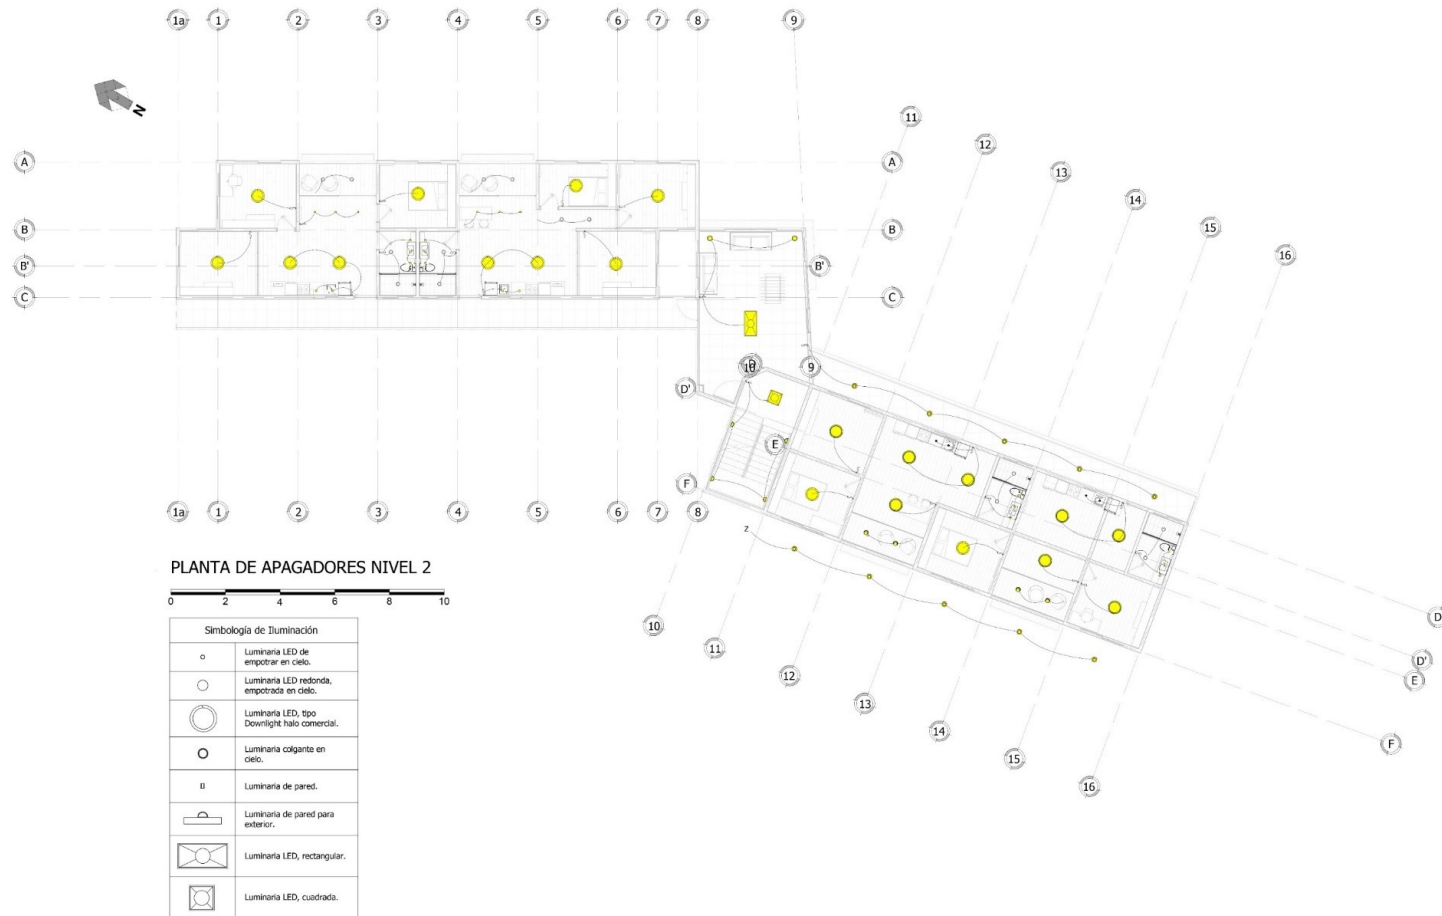 1a 1 2 3 4 5 6 7 8 9
N
11
12
13
14
15
16
A A
B B
B' B'
C C
D
10 9
D'
E
F
1a 1 2 3 4 5 6 7 8
Z
10
11
12
13
14
15
16
D
D'
E
F
PLANTA DE APAGADORES NIVEL 2
0 2 4 6 8 10
Simbología de Iluminación
Luminaria LED de
empotrar en cielo.
Luminaria LED redonda,
empotrada en cielo.
Luminaria LED, tipo
Downlight halo comercial.
Luminaria colgante en
cielo.
Luminaria de pared.
Luminaria de pared para
exterior.
Luminaria LED, rectangular.
Luminaria LED, cuadrada.